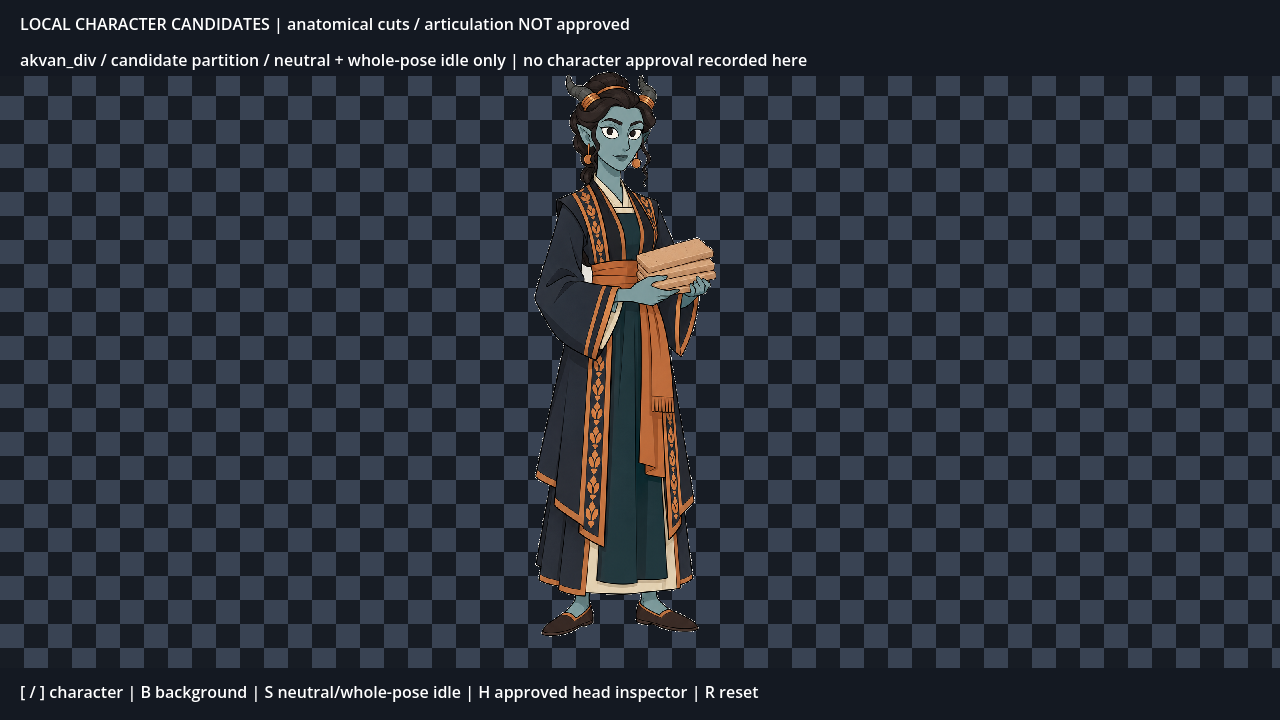 LOCAL CHARACTER CANDIDATES | anatomical cuts / articulation NOT approved
akvan_div / candidate partition / neutral + whole-pose idle only | no character approval recorded here
[ / ] character | B background | S neutral/whole-pose idle | H approved head inspector | R reset